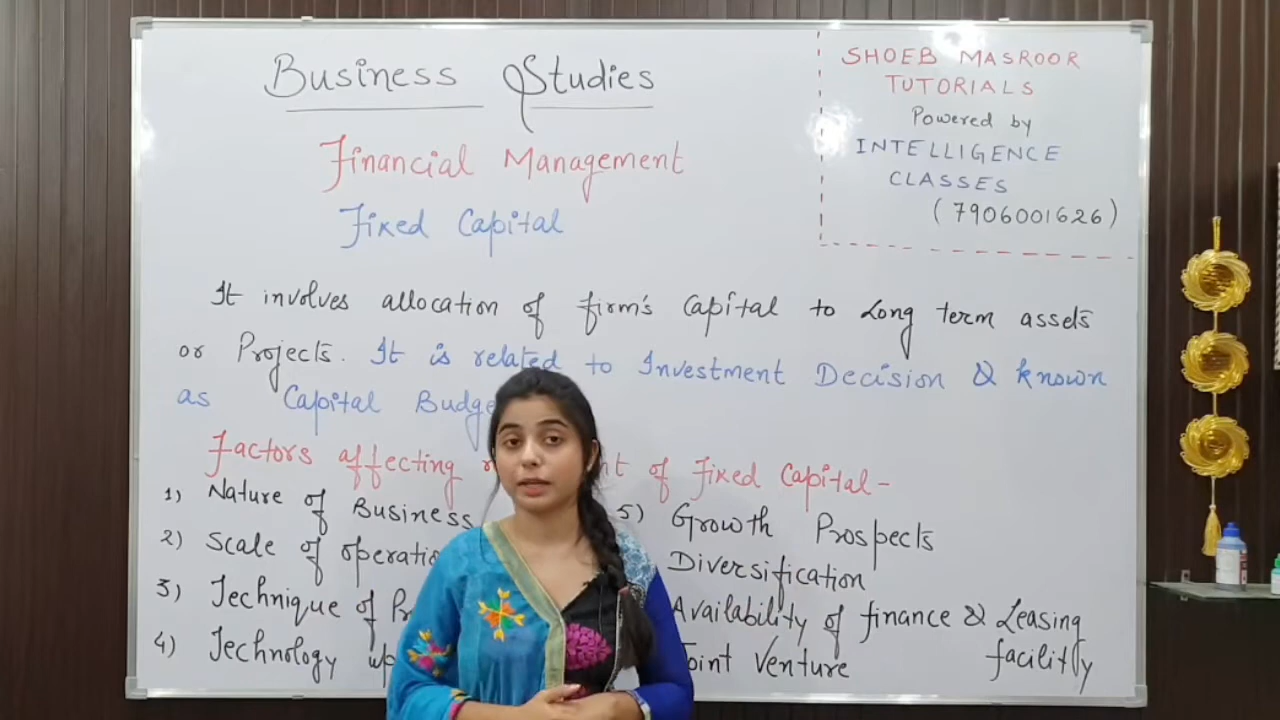 Business Studies
Financial Management
Fixed Capital
SHOEB MASROOR
TUTORIALS
Powered by
INTELLIGENCE
CLASSES
(7906001626)
It involves allocation of firm's Capital to Long term assets
or Projects. It is related to Investment Decision & known
as Capital
Factors affecting of Fixed Capital-
1) Nature of Business
2) Scale of
3) Technique of
4) Technology
5) Growth Prospects
Diversification
Availability of finance & Leasing
facilitly
Joint Venture